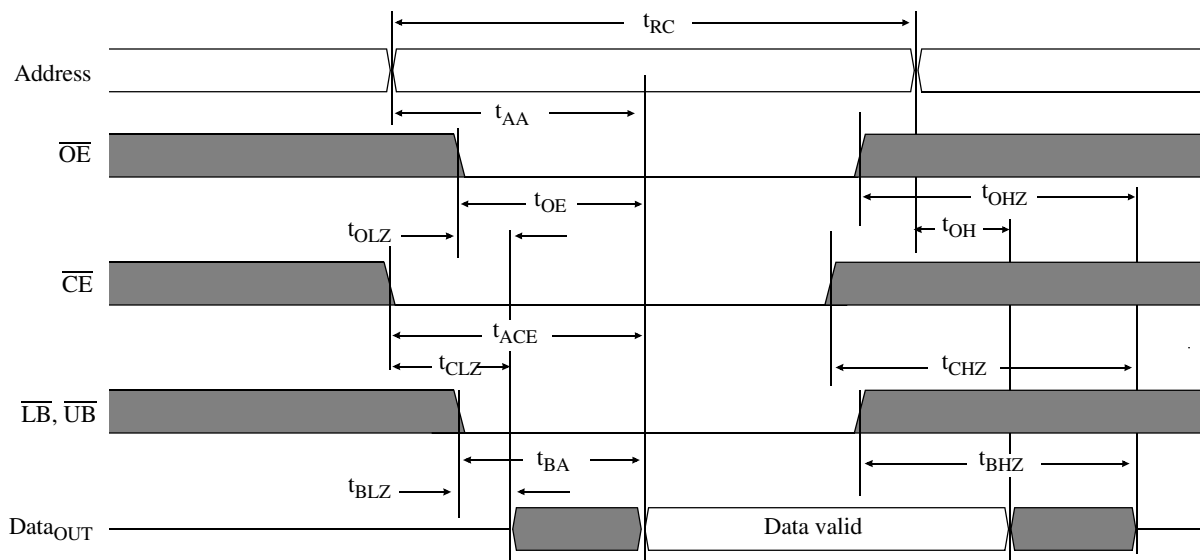 tRC
Address
tAA
OE
tOE
tOHZ
tOLZ
tOH
CE
tACE
tCLZ
tCHZ
LB, UB
tBA
tBHZ
tBLZ
DataOUT
Data valid